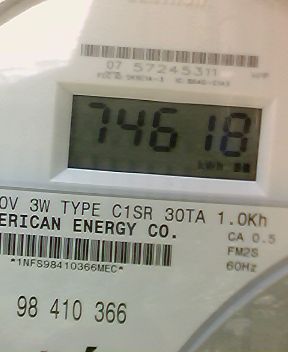 07 57245311
74618
kWh
0V 3W TYPE C1SR 30TA 1.0Kh
ERICAN ENERGY CO.
CA 0.5
*1NFS98410366MEC*
FM2S
60Hz
98 410 366